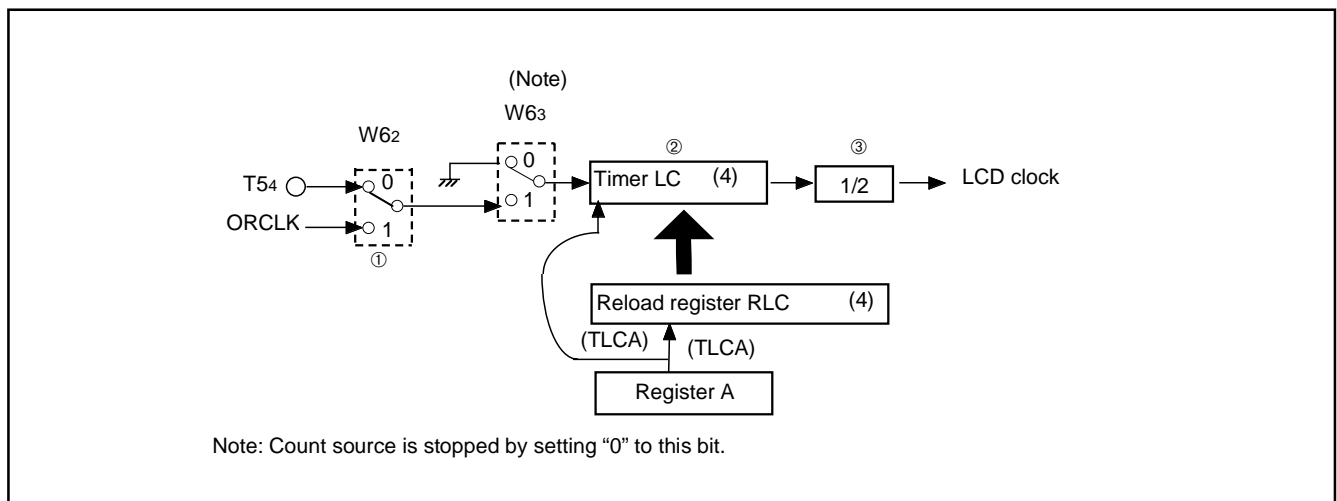 (Note)
W63
W62
② ③
0
T54 0 Timer LC (4) 1/2 LCD clock
1
ORCLK 1
①
Reload register RLC (4)
(TLCA) (TLCA)
Register A
Note: Count source is stopped by setting “0” to this bit.